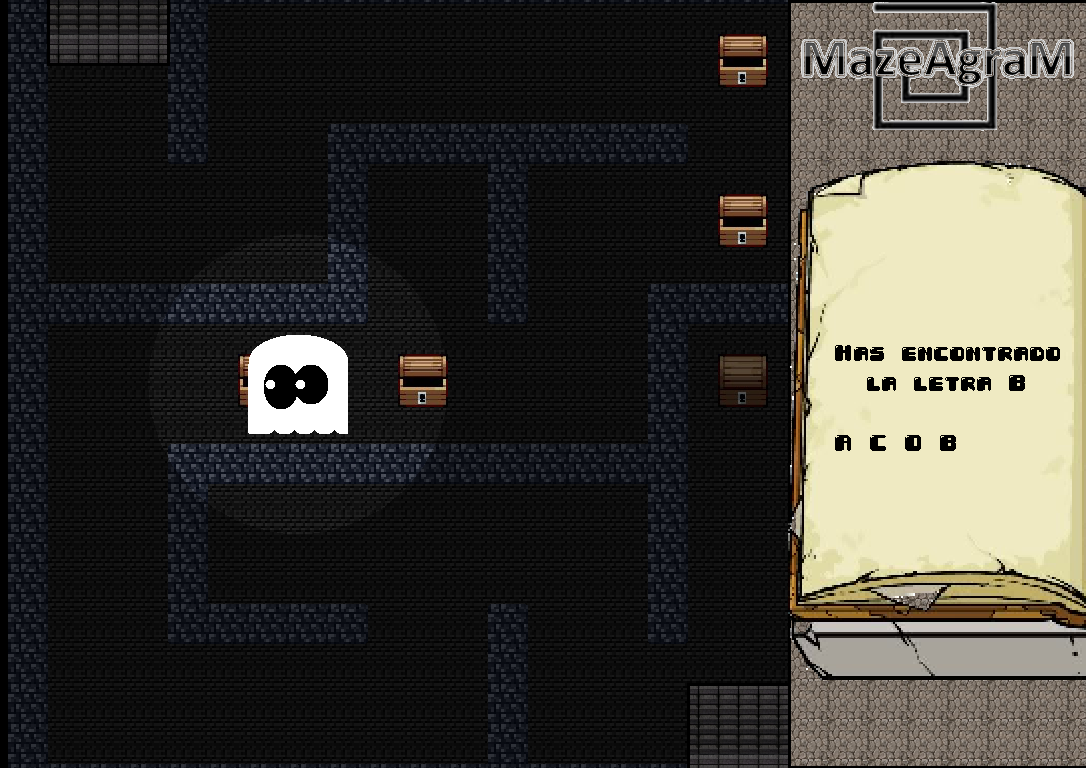 MazeAgraM
Has encontrado
la letra B
A C O B